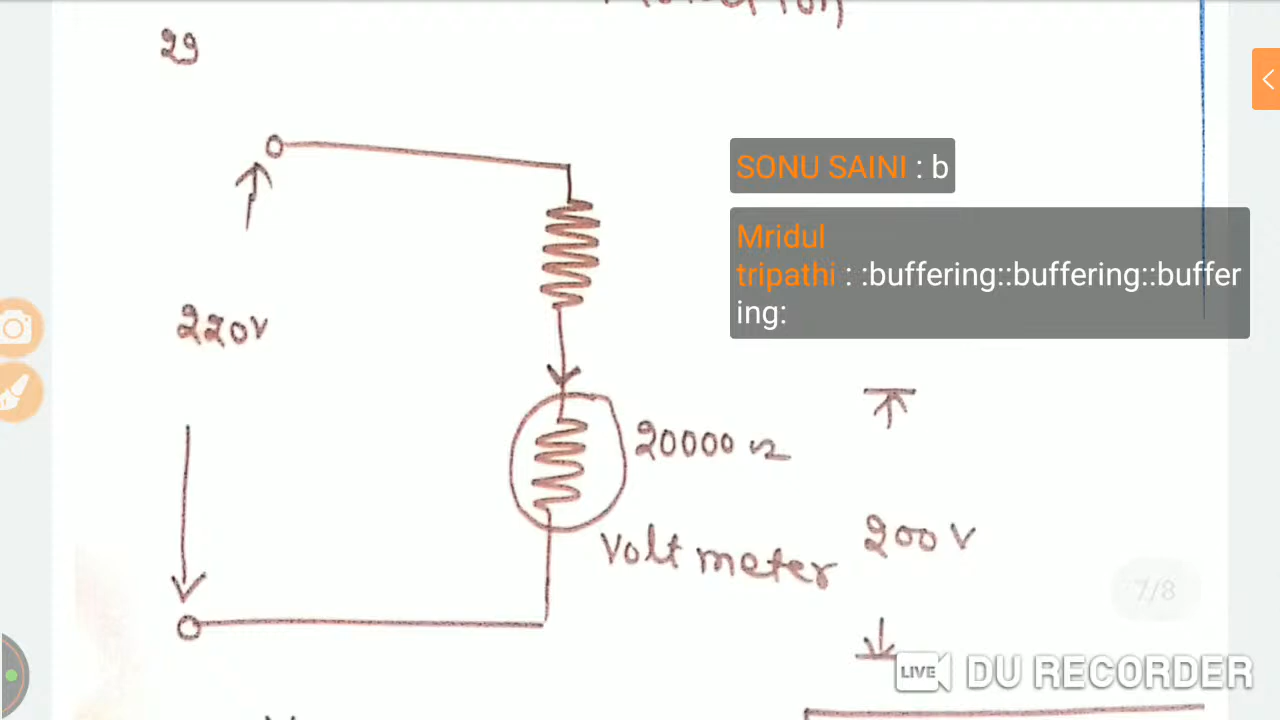 29
SONU SAINI : b
Mridul
tripathi : :buffering::buffering::buffer
ing:
220V
20000 Ω
Volt meter
200 V
7/8
LIVE DU RECORDER